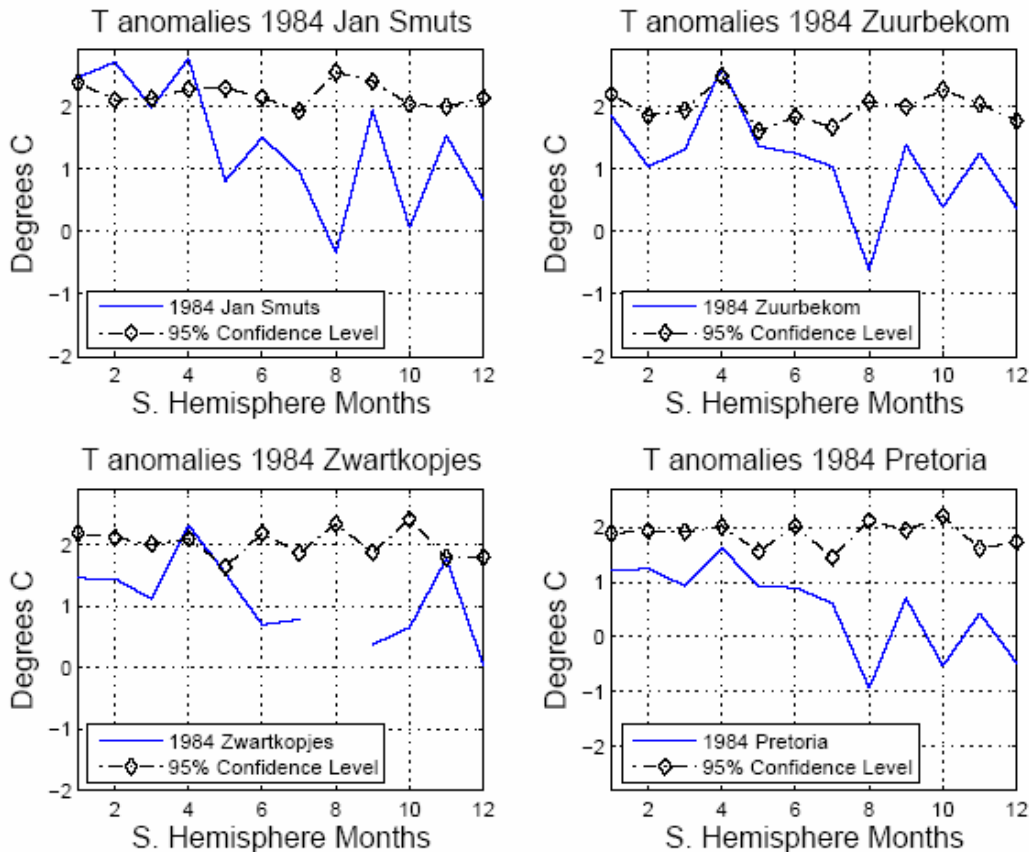 T anomalies 1984 Jan Smuts
Degrees C
2
1
0
−1
−2
1984 Jan Smuts
95% Confidence Level
2 4 6 8 10 12
S. Hemisphere Months
T anomalies 1984 Zuurbekom
Degrees C
2
1
0
−1
−2
1984 Zuurbekom
95% Confidence Level
2 4 6 8 10 12
S. Hemisphere Months
T anomalies 1984 Zwartkopjes
Degrees C
2
1
0
−1
−2
1984 Zwartkopjes
95% Confidence Level
2 4 6 8 10 12
S. Hemisphere Months
T anomalies 1984 Pretoria
Degrees C
2
1
0
−1
−2
1984 Pretoria
95% Confidence Level
2 4 6 8 10 12
S. Hemisphere Months